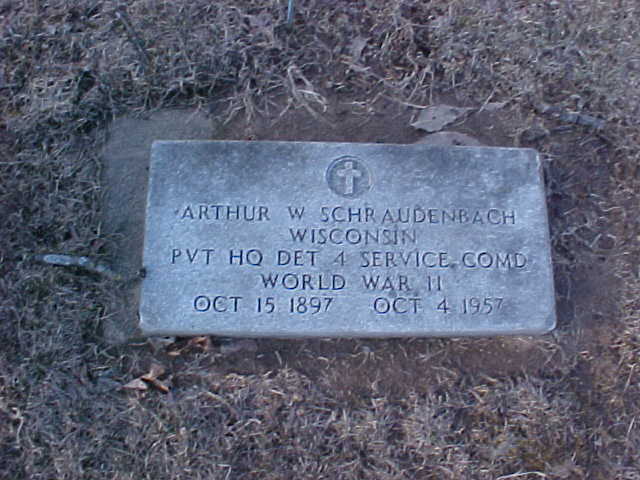 ARTHUR W SCHRAUDENBACH
WISCONSIN
PVT HQ DET 4 SERVICE COMD
WORLD WAR II
OCT 15 1897 OCT 4 1957